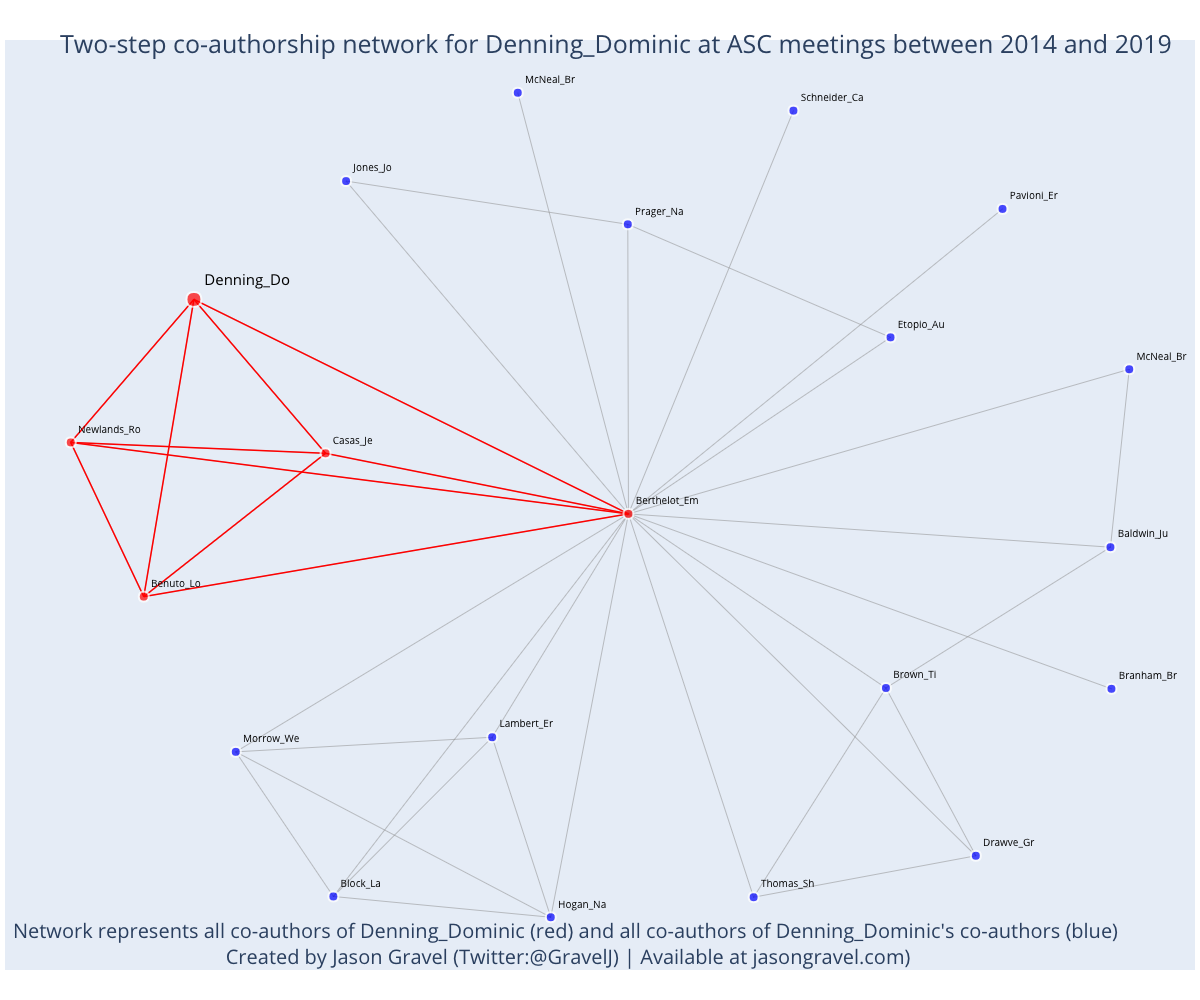 Two-step co-authorship network for Denning_Dominic at ASC meetings between 2014 and 2019
McNeal_Br
Schneider_Ca
Jones_Jo
Pavioni_Er
Prager_Na
Denning_Do
Etopio_Au
McNeal_Br
Newlands_Ro
Casas_Je
Berthelot_Em
Baldwin_Ju
Benuto_Lo
Brown_Ti
Branham_Br
Lambert_Er
Morrow_We
Drawve_Gr
Block_La
Thomas_Sh
Hogan_Na
Network represents all co-authors of Denning_Dominic (red) and all co-authors of Denning_Dominic's co-authors (blue)
Created by Jason Gravel (Twitter:@GravelJ) | Available at jasongravel.com)